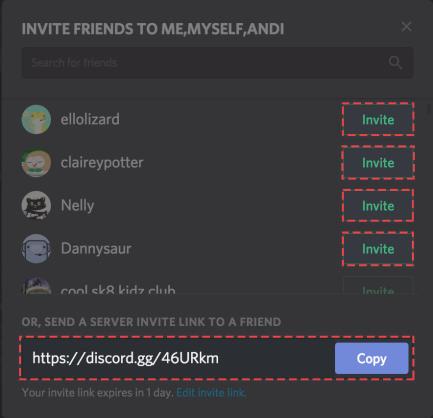 INVITE FRIENDS TO ME,MYSELF,ANDI
Search for friends
ellolizard
Invite
claireypotter
Invite
Nelly
Invite
Dannysaur
Invite
cool sk8 kidz club
Invite
OR, SEND A SERVER INVITE LINK TO A FRIEND
https://discord.gg/46URkm
Copy
Your invite link expires in 1 day. Edit invite link.